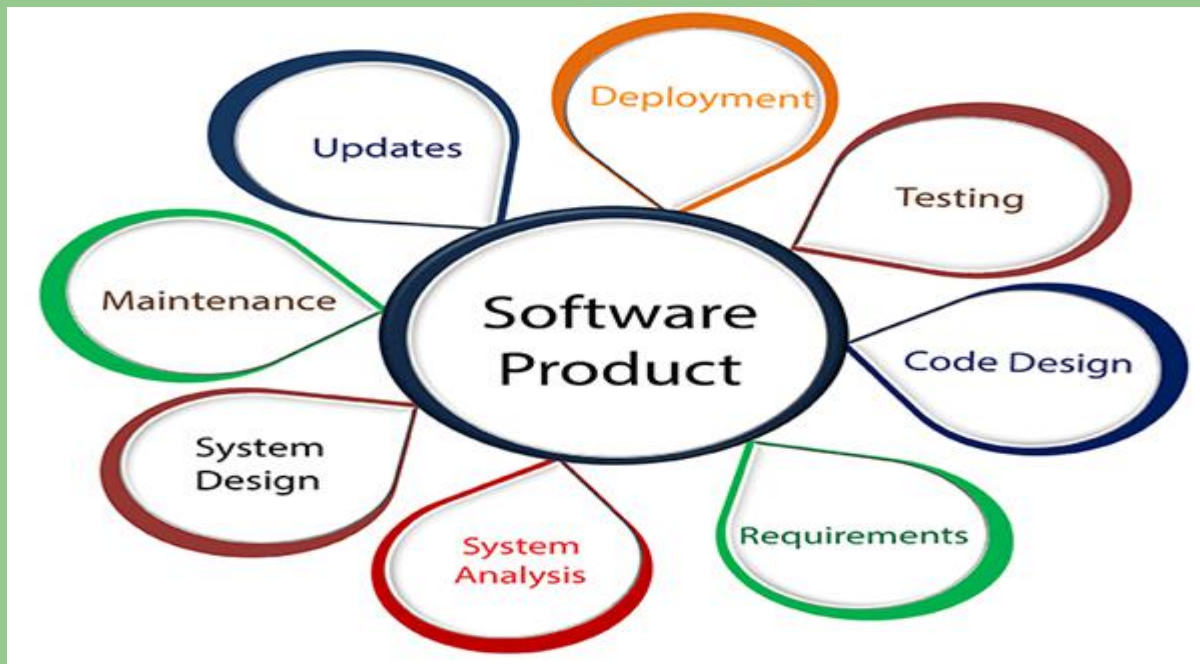 Deployment
Updates
Testing
Maintenance
Software
Product
Code Design
System
Design
Requirements
System
Analysis